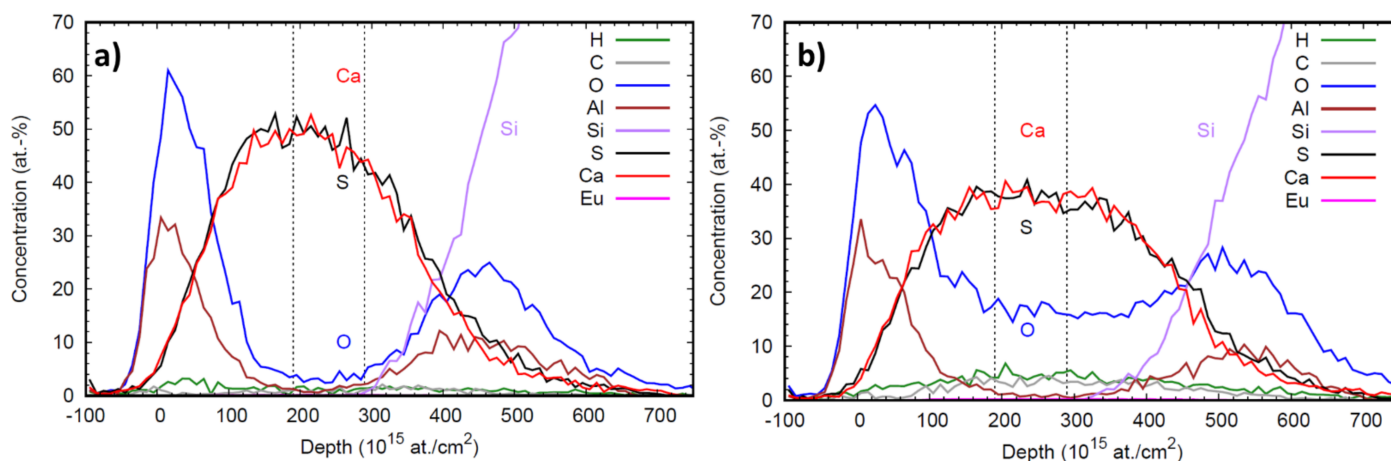 a)
70
60
50
40
30
20
10
0
Concentration (at.-%)
-100 0 100 200 300 400 500 600 700
Depth (10¹⁵ at./cm²)
Ca
S
O
Si
H
C
O
Al
Si
S
Ca
Eu
b)
70
60
50
40
30
20
10
0
Concentration (at.-%)
-100 0 100 200 300 400 500 600 700
Depth (10¹⁵ at./cm²)
Ca
S
O
Si
H
C
O
Al
Si
S
Ca
Eu